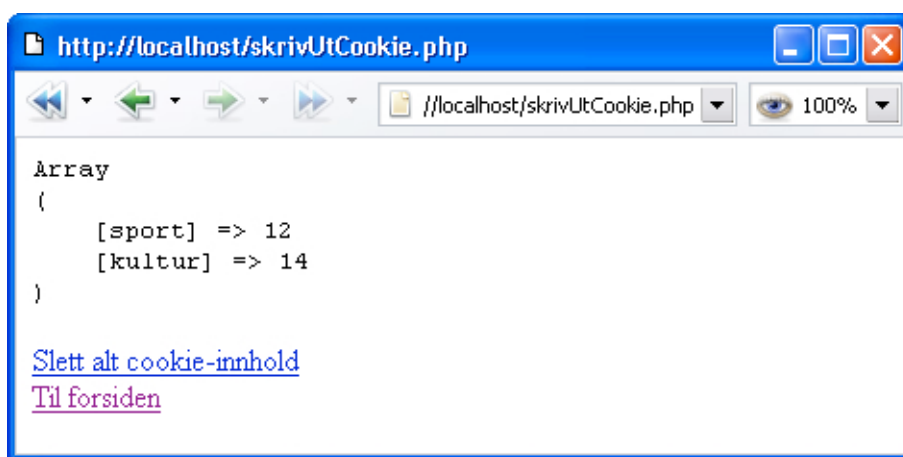 http://localhost/skrivUtCookie.php
//localhost/skrivUtCookie.php 100%
Array
(
[sport] => 12
[kultur] => 14
)
Slett alt cookie-innhold
Til forsiden